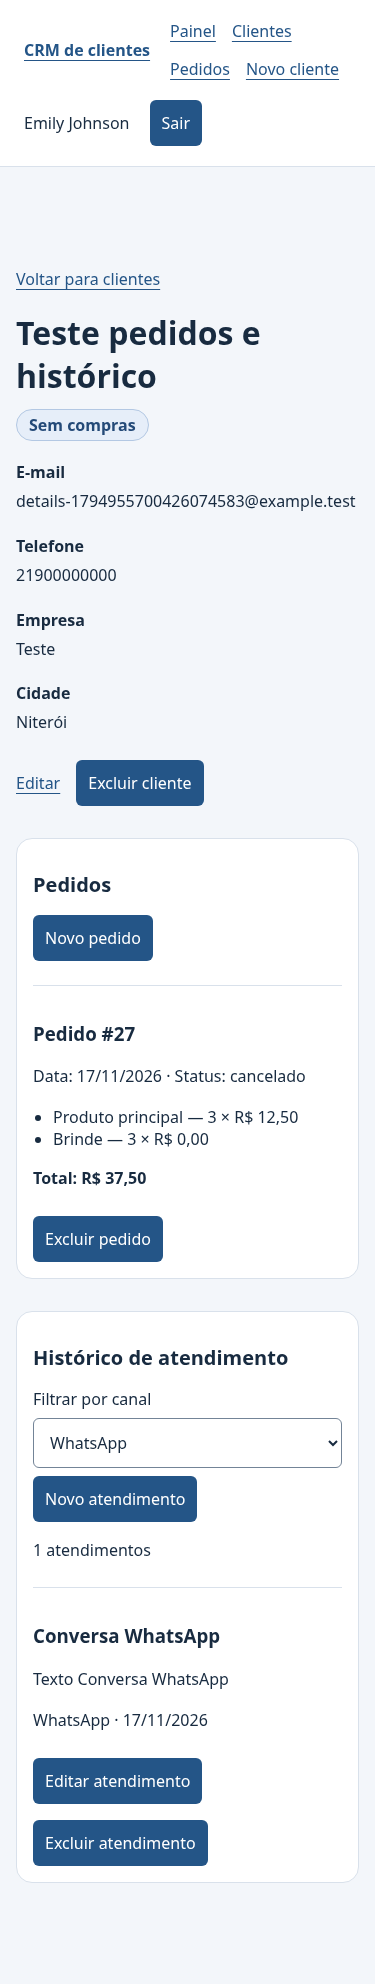 CRM de clientes
Painel Clientes
Pedidos Novo cliente
Emily Johnson Sair
Voltar para clientes
Teste pedidos e
histórico
Sem compras
E-mail
details-1794955700426074583@example.test
Telefone
21900000000
Empresa
Teste
Cidade
Niterói
Editar Excluir cliente
Pedidos
Novo pedido
Pedido #27
Data: 17/11/2026 · Status: cancelado
• Produto principal — 3 × R$ 12,50
• Brinde — 3 × R$ 0,00
Total: R$ 37,50
Excluir pedido
Histórico de atendimento
Filtrar por canal
WhatsApp
Novo atendimento
1 atendimentos
Conversa WhatsApp
Texto Conversa WhatsApp
WhatsApp · 17/11/2026
Editar atendimento
Excluir atendimento